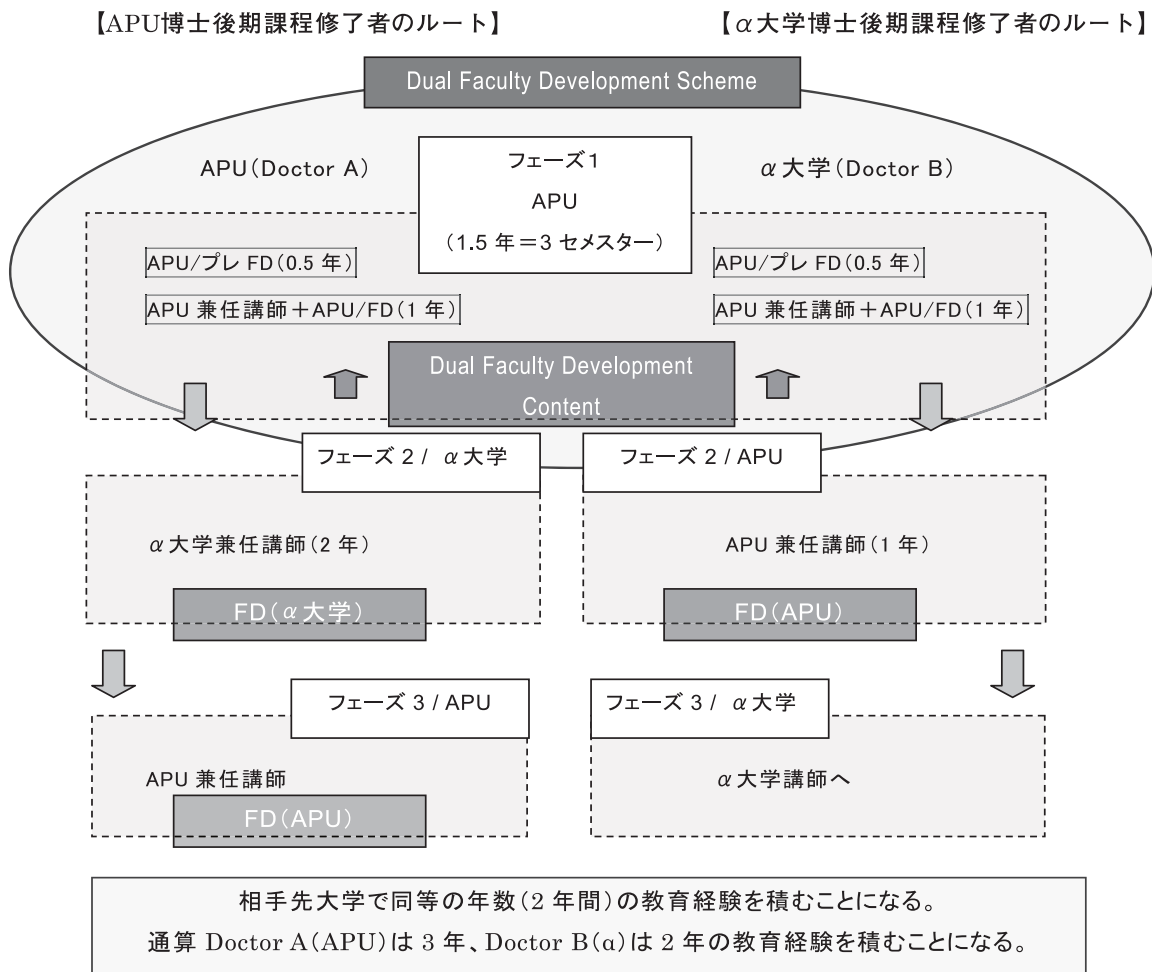 【APU博士後期課程修了者のルート】
【α大学博士後期課程修了者のルート】
Dual Faculty Development Scheme
APU(Doctor A)
フェーズ1
APU
(1.5 年=3 セメスター)
α大学(Doctor B)
APU/プレ FD(0.5 年)
APU 兼任講師+APU/FD(1 年)
APU/プレ FD(0.5 年)
APU 兼任講師+APU/FD(1 年)
Dual Faculty Development
Content
フェーズ 2 / α大学
フェーズ 2 / APU
α大学兼任講師(2 年)
APU 兼任講師(1 年)
FD(α大学)
FD(APU)
フェーズ 3 / APU
フェーズ 3 / α大学
APU 兼任講師
α大学講師へ
FD(APU)
相手先大学で同等の年数(2 年間)の教育経験を積むことになる。
通算 Doctor A(APU)は 3 年、Doctor B(α)は 2 年の教育経験を積むことになる。